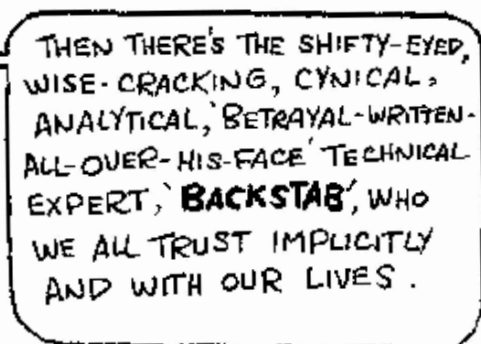 THEN THERE'S THE SHIFTY-EYED,
WISE-CRACKING, CYNICAL,
ANALYTICAL, 'BETRAYAL-WRITTEN-
ALL-OVER-HIS-FACE' TECHNICAL
EXPERT, 'BACKSTAB', WHO
WE ALL TRUST IMPLICITLY
AND WITH OUR LIVES.